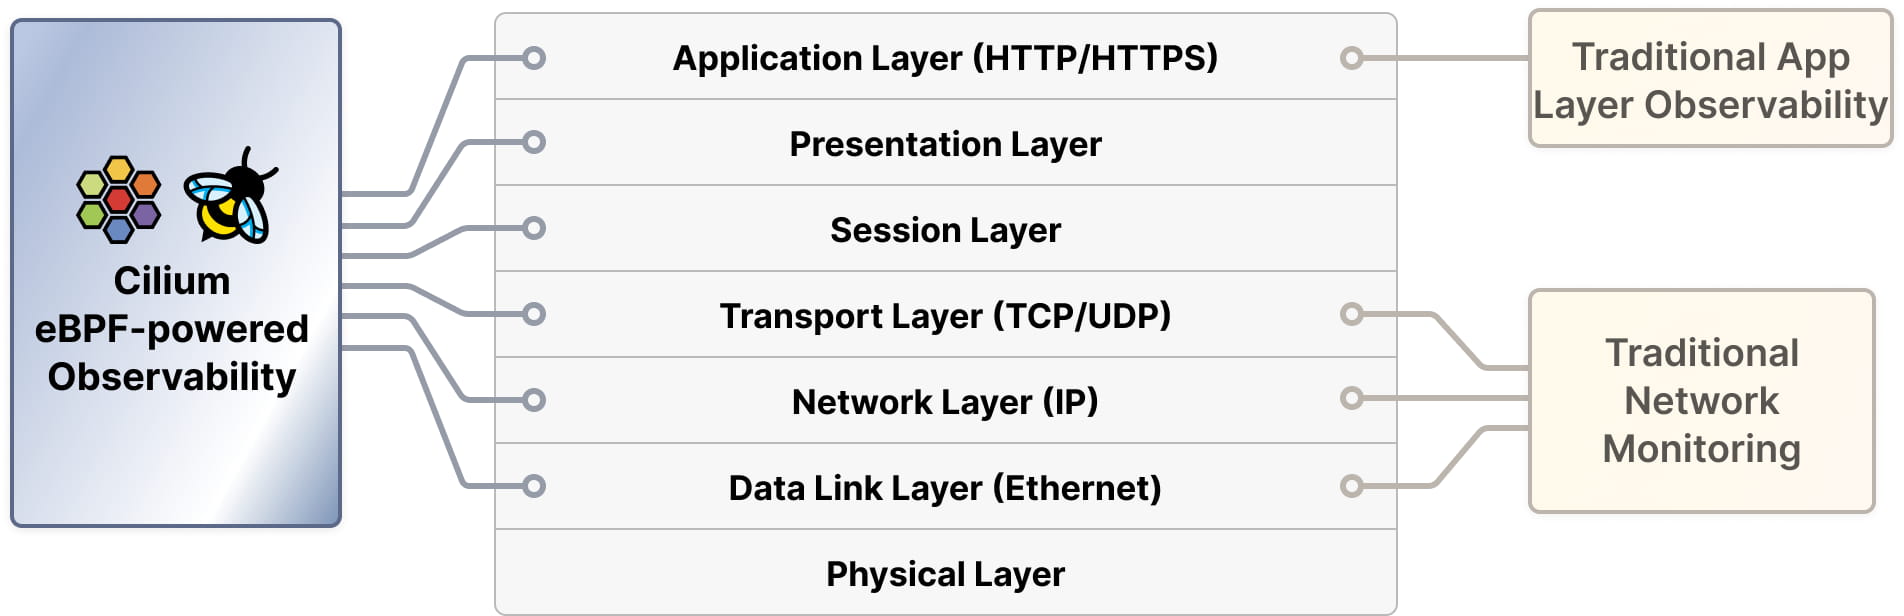 Cilium
eBPF-powered
Observability
Application Layer (HTTP/HTTPS)
Presentation Layer
Session Layer
Transport Layer (TCP/UDP)
Network Layer (IP)
Data Link Layer (Ethernet)
Physical Layer
Traditional App
Layer Observability
Traditional
Network
Monitoring